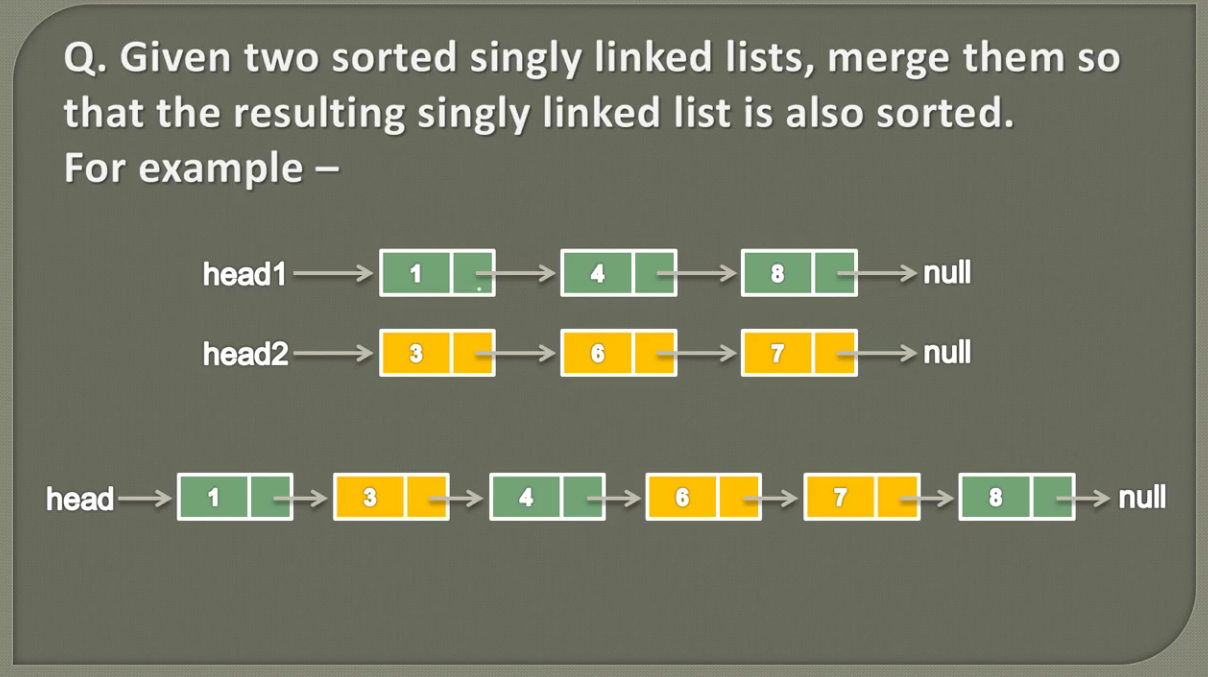 Q. Given two sorted singly linked lists, merge them so
that the resulting singly linked list is also sorted.
For example –
head1 1 4 8 null
head2 3 6 7 null
head 1 3 4 6 7 8 null